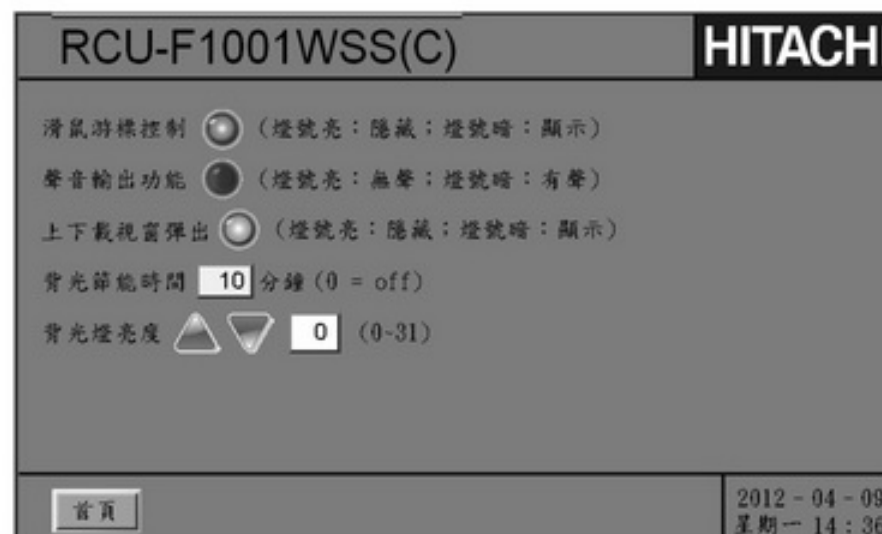 RCU-F1001WSS(C)
HITACH
滑鼠游標控制 (燈號亮：隱藏；燈號暗：顯示)
聲音輸出功能 (燈號亮：無聲；燈號暗：有聲)
上下載視窗彈出 (燈號亮：隱藏；燈號暗：顯示)
背光節能時間 10 分鐘 (0 = off)
背光燈亮度 0 (0~31)
首頁
2012 - 04 - 09
星期一 14 : 36